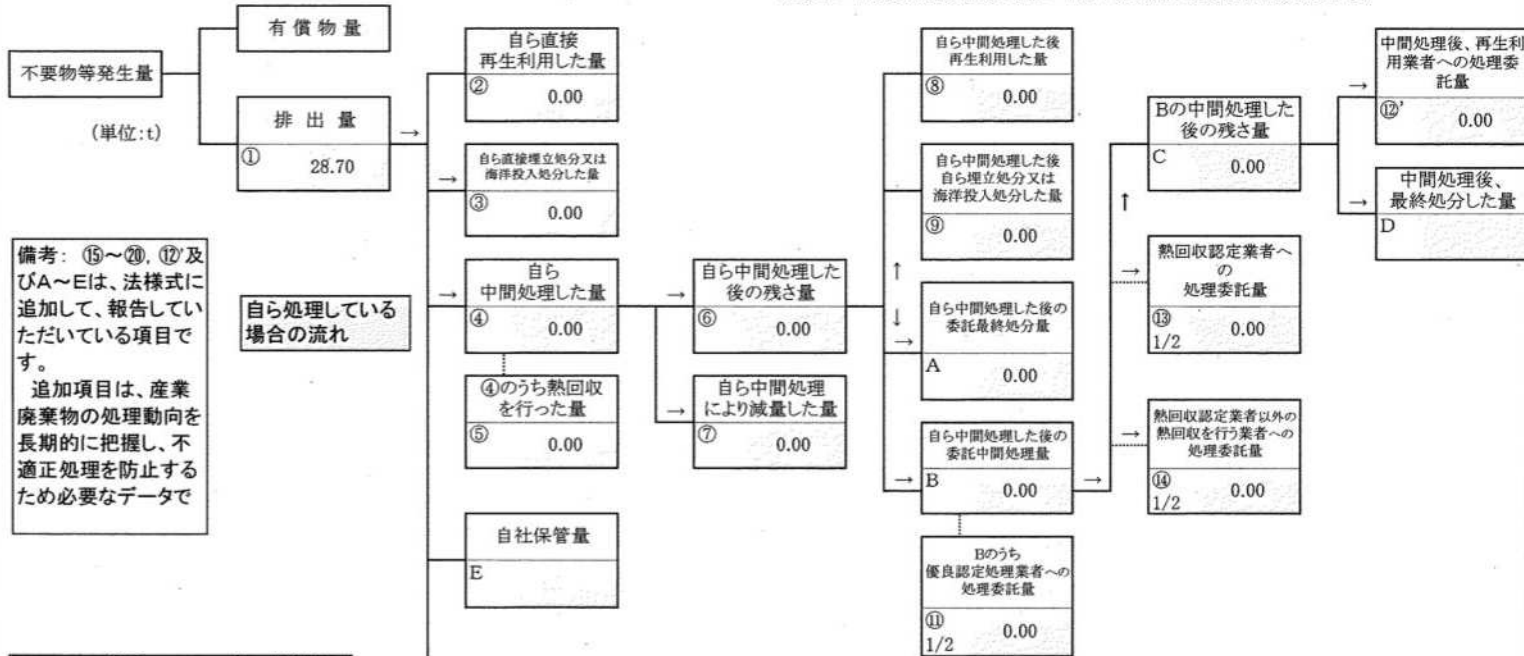 有償物量
不要物等発生量
(単位:t)
排出量
①
28.70
→
備考: ⑮~⑳, ⑫'及
びA~Eは、法様式に
追加して、報告してい
ただいている項目で
す。
追加項目は、産業
廃棄物の処理動向を
長期的に把握し、不
適正処理を防止する
ため必要なデータで
自ら処理している
場合の流れ
自ら直接
再生利用した量
②
0.00
→
自ら直接埋立処分又は
海洋投入処分した量
③
0.00
→
自ら
中間処理した量
④
0.00
④のうち熱回収
を行った量
⑤
0.00
自社保管量
E
→
自ら中間処理した
後の残さ量
⑥
0.00
→
自ら中間処理
により減量した量
⑦
0.00
自ら中間処理した後
再生利用した量
⑧
0.00
自ら中間処理した後
自ら埋立処分又は
海洋投入処分した量
⑨
0.00
↑
↓
→
自ら中間処理した後の
委託最終処分量
A
0.00
→
自ら中間処理した後の
委託中間処理量
B
0.00
→
Bのうち
優良認定処理業者への
処理委託量
⑪
1/2
0.00
Bの中間処理した
後の残さ量
C
0.00
↑
→
熱回収認定業者へ
の
処理委託量
⑬
1/2
0.00
→
熱回収認定業者以外の
熱回収を行う業者への
処理委託量
⑭
1/2
0.00
→
中間処理後、再生利
用業者への処理委
託量
⑫'
0.00
→
中間処理後、
最終処分した量
D